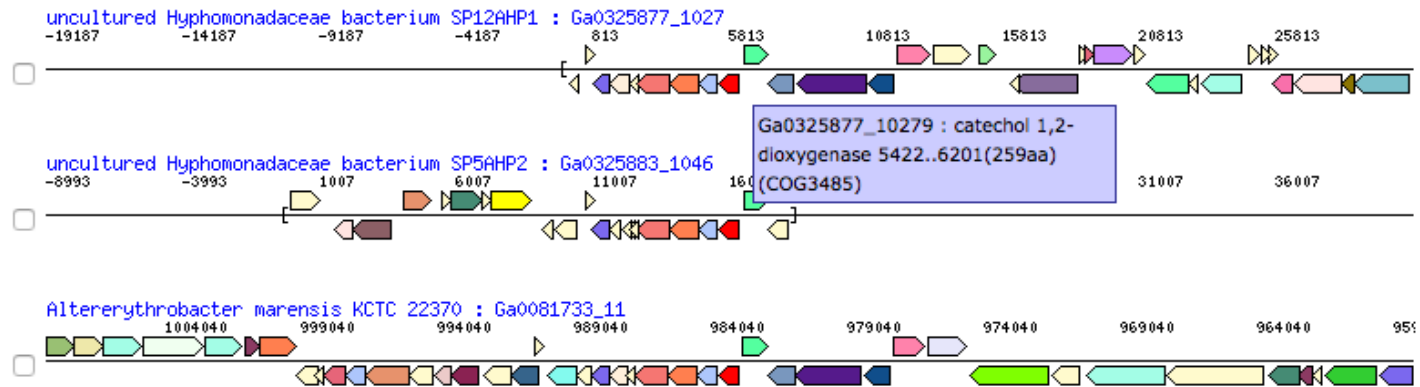 uncultured Hyphomonadaceae bacterium SP12AHP1 : Ga0325877_1027
-19187 -14187 -9187 -4187 813 5813 10813 15813 20813 25813
Ga0325877_10279 : catechol 1,2-
dioxygenase 5422..6201(259aa)
(COG3485)
uncultured Hyphomonadaceae bacterium SP5AHP2 : Ga0325883_1046
-8993 -3993 1007 6007 11007 31007 36007
Altererythrobacter marensis KCTC 22370 : Ga0081733_11
1004040 999040 994040 989040 984040 979040 974040 969040 964040